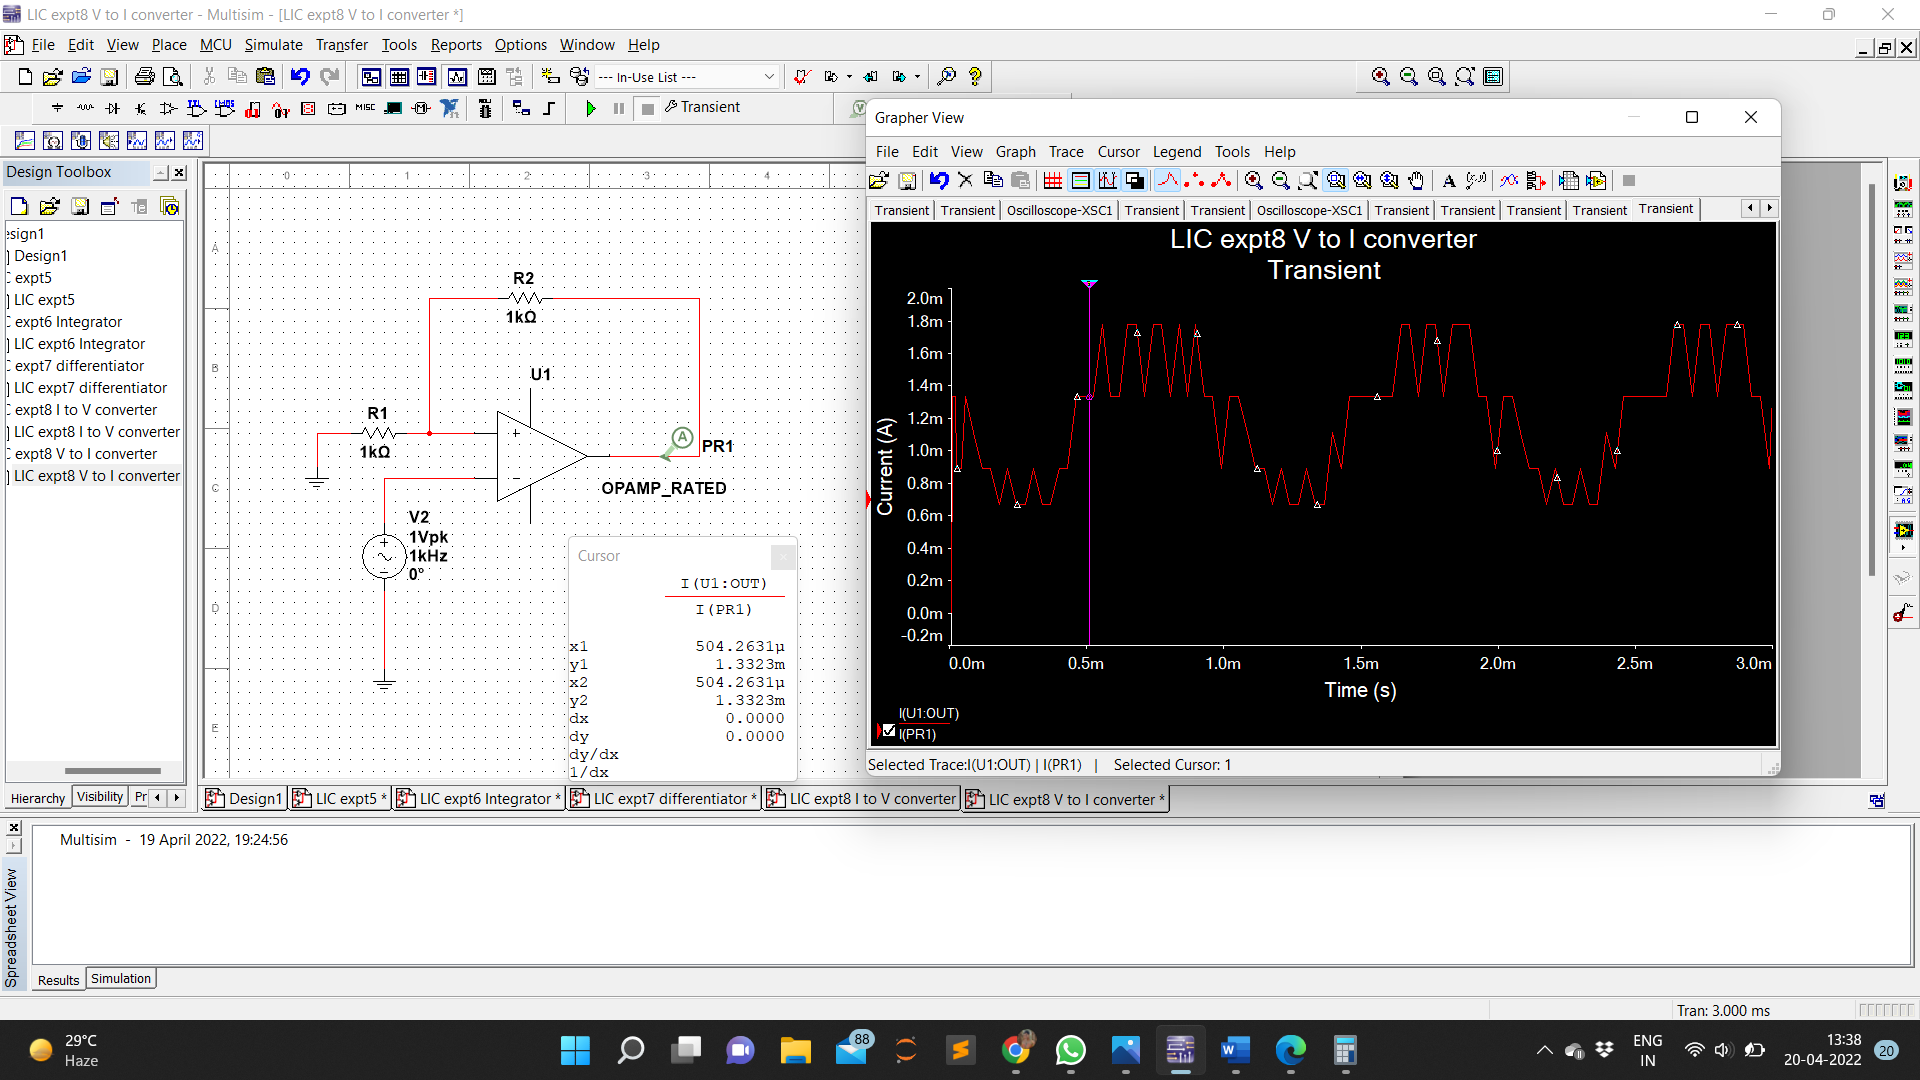 LIC expt8 V to I converter - Multisim - [LIC expt8 V to I converter *]
File Edit View Place MCU Simulate Transfer Tools Reports Options Window Help
--- In-Use List ---
MISC
Transient
Design Toolbox
esign1
Design1
expt5
LIC expt5
expt6 Integrator
LIC expt6 Integrator
expt7 differentiator
LIC expt7 differentiator
expt8 I to V converter
LIC expt8 I to V converter
expt8 V to I converter
LIC expt8 V to I converter
Hierarchy Visibility Pr
0 1 2 3 4
A
B
C
D
E
R2
1kΩ
U1
R1
1kΩ
A
PR1
OPAMP_RATED
V2
1Vpk
1kHz
0°
Cursor
I(U1:OUT)
I(PR1)
x1 504.2631µ
y1 1.3323m
x2 504.2631µ
y2 1.3323m
dx 0.0000
dy 0.0000
dy/dx
1/dx
Grapher View
File Edit View Graph Trace Cursor Legend Tools Help
Transient Transient Oscilloscope-XSC1 Transient Transient Oscilloscope-XSC1 Transient Transient Transient Transient Transient
LIC expt8 V to I converter
Transient
2.0m
1.8m
1.6m
1.4m
1.2m
1.0m
0.8m
0.6m
0.4m
0.2m
0.0m
-0.2m
Current (A)
0.0m 0.5m 1.0m 1.5m 2.0m 2.5m 3.0m
Time (s)
I(U1:OUT)
I(PR1)
Selected Trace:I(U1:OUT) | I(PR1) | Selected Cursor: 1
Design1 LIC expt5 * LIC expt6 Integrator * LIC expt7 differentiator * LIC expt8 I to V converter LIC expt8 V to I converter *
Multisim - 19 April 2022, 19:24:56
Spreadsheet View
Results Simulation
Tran: 3.000 ms
29°C
Haze
88
ENG
IN
13:38
20-04-2022
20